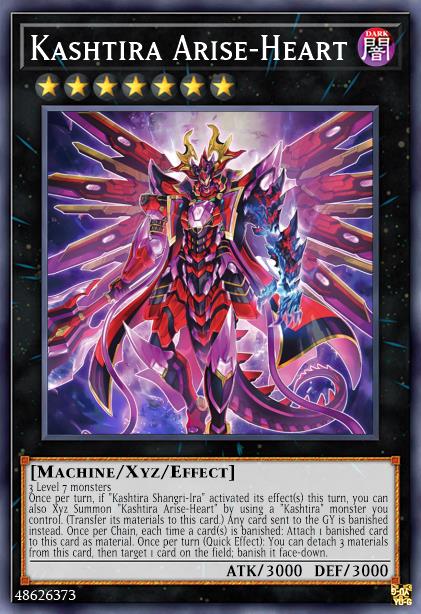 Kashtira Arise-Heart
DARK
闇
[Machine/Xyz/Effect]
3 Level 7 monsters
Once per turn, if "Kashtira Shangri-Ira" activated its effect(s) this turn, you can
also Xyz Summon "Kashtira Arise-Heart" by using a "Kashtira" monster you
control. (Transfer its materials to this card.) Any card sent to the GY is banished
instead. Once per Chain, each time a card(s) is banished: Attach 1 banished card
to this card as material. Once per turn (Quick Effect): You can detach 3 materials
from this card, then target 1 card on the field; banish it face-down.
ATK/3000 DEF/3000
48626373